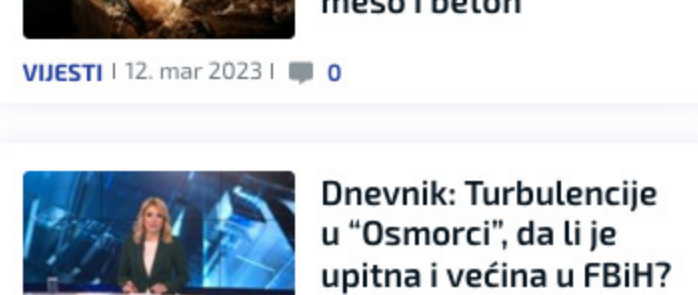 meso i beton
VIJESTI | 12. mar 2023 | 0
Dnevnik: Turbulencije
u “Osmorci”, da li je
upitna i većina u FBiH?